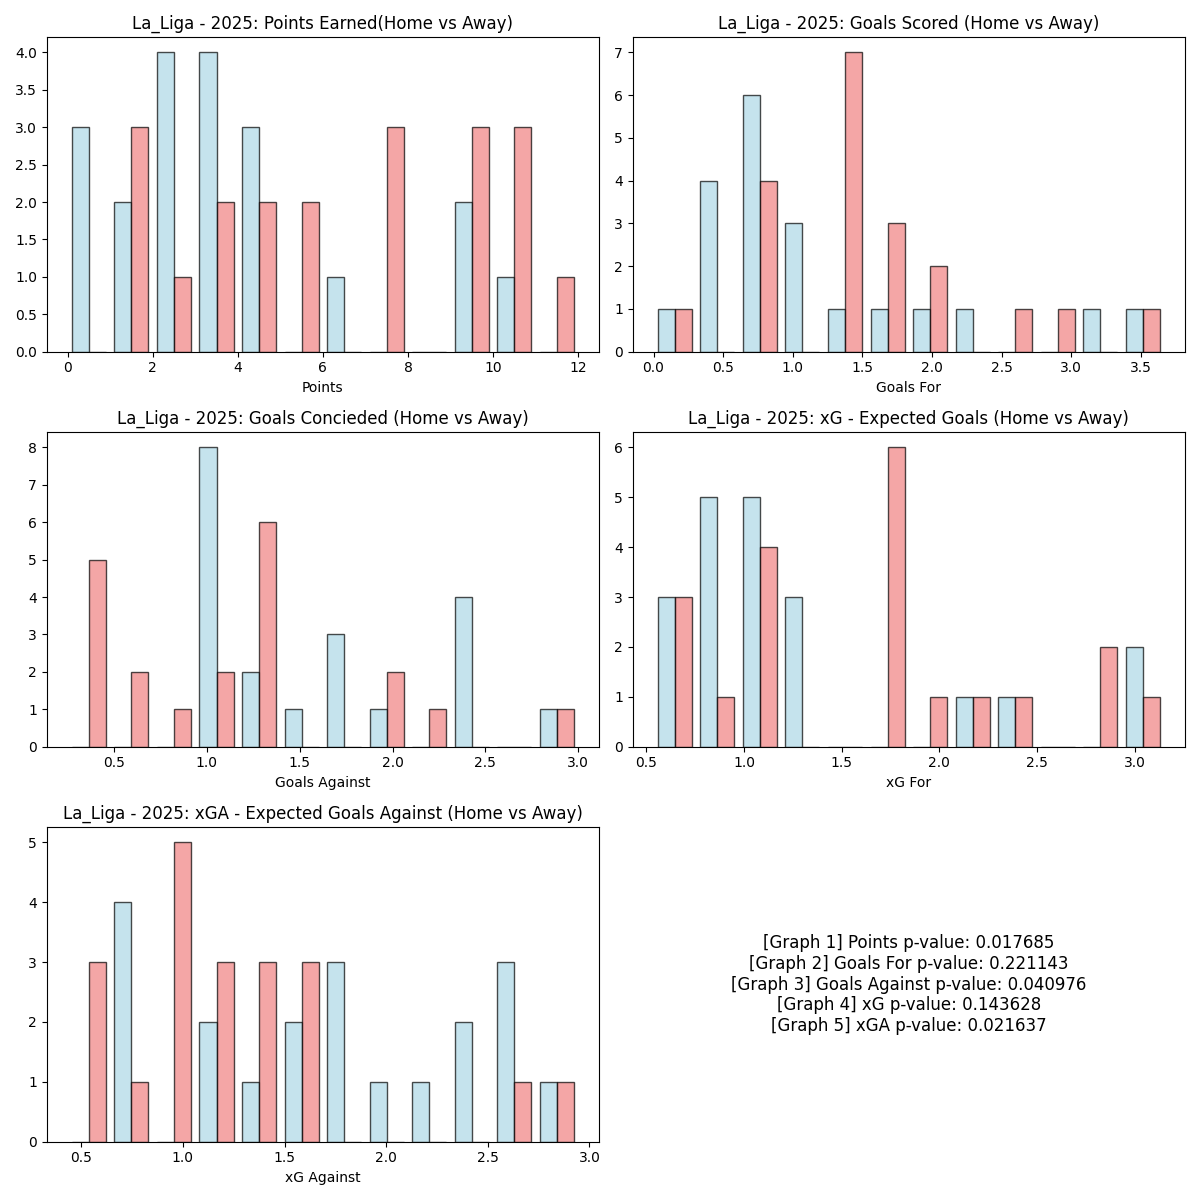 La_Liga - 2025: Points Earned(Home vs Away)
4.0
3.5
3.0
2.5
2.0
1.5
1.0
0.5
0.0
0 2 4 6 8 10 12
Points
La_Liga - 2025: Goals Scored (Home vs Away)
7
6
5
4
3
2
1
0
0.0 0.5 1.0 1.5 2.0 2.5 3.0 3.5
Goals For
La_Liga - 2025: Goals Concieded (Home vs Away)
8
7
6
5
4
3
2
1
0
0.5 1.0 1.5 2.0 2.5 3.0
Goals Against
La_Liga - 2025: xG - Expected Goals (Home vs Away)
6
5
4
3
2
1
0
0.5 1.0 1.5 2.0 2.5 3.0
xG For
La_Liga - 2025: xGA - Expected Goals Against (Home vs Away)
5
4
3
2
1
0
0.5 1.0 1.5 2.0 2.5 3.0
xG Against
[Graph 1] Points p-value: 0.017685
[Graph 2] Goals For p-value: 0.221143
[Graph 3] Goals Against p-value: 0.040976
[Graph 4] xG p-value: 0.143628
[Graph 5] xGA p-value: 0.021637